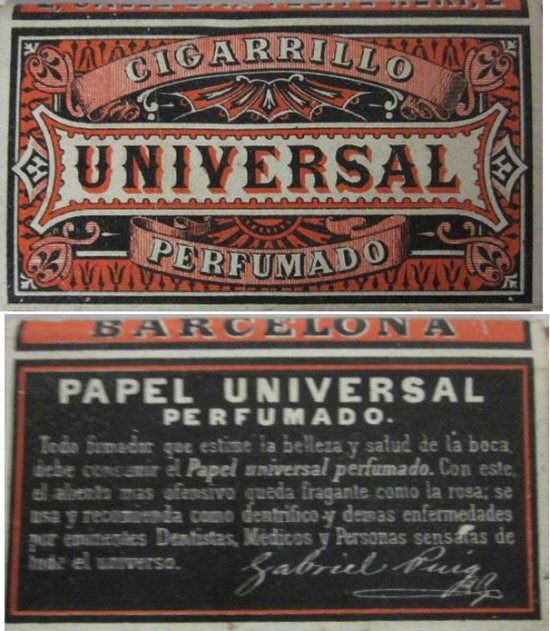 CIGARRILLO
UNIVERSAL
PERFUMADO
BARCELONA
PAPEL UNIVERSAL
PERFUMADO.
Todo fumador que estime la belleza y salud de la boca
debe consumir el Papel universal perfumado. Con este,
el aliento mas ofensivo queda fragante como la rosa; se
usa y recomienda como dentrífico y demas enfermedades
por eminentes Dentistas, Médicos y Personas sensatas de
todo el universo.
Gabriel Puig